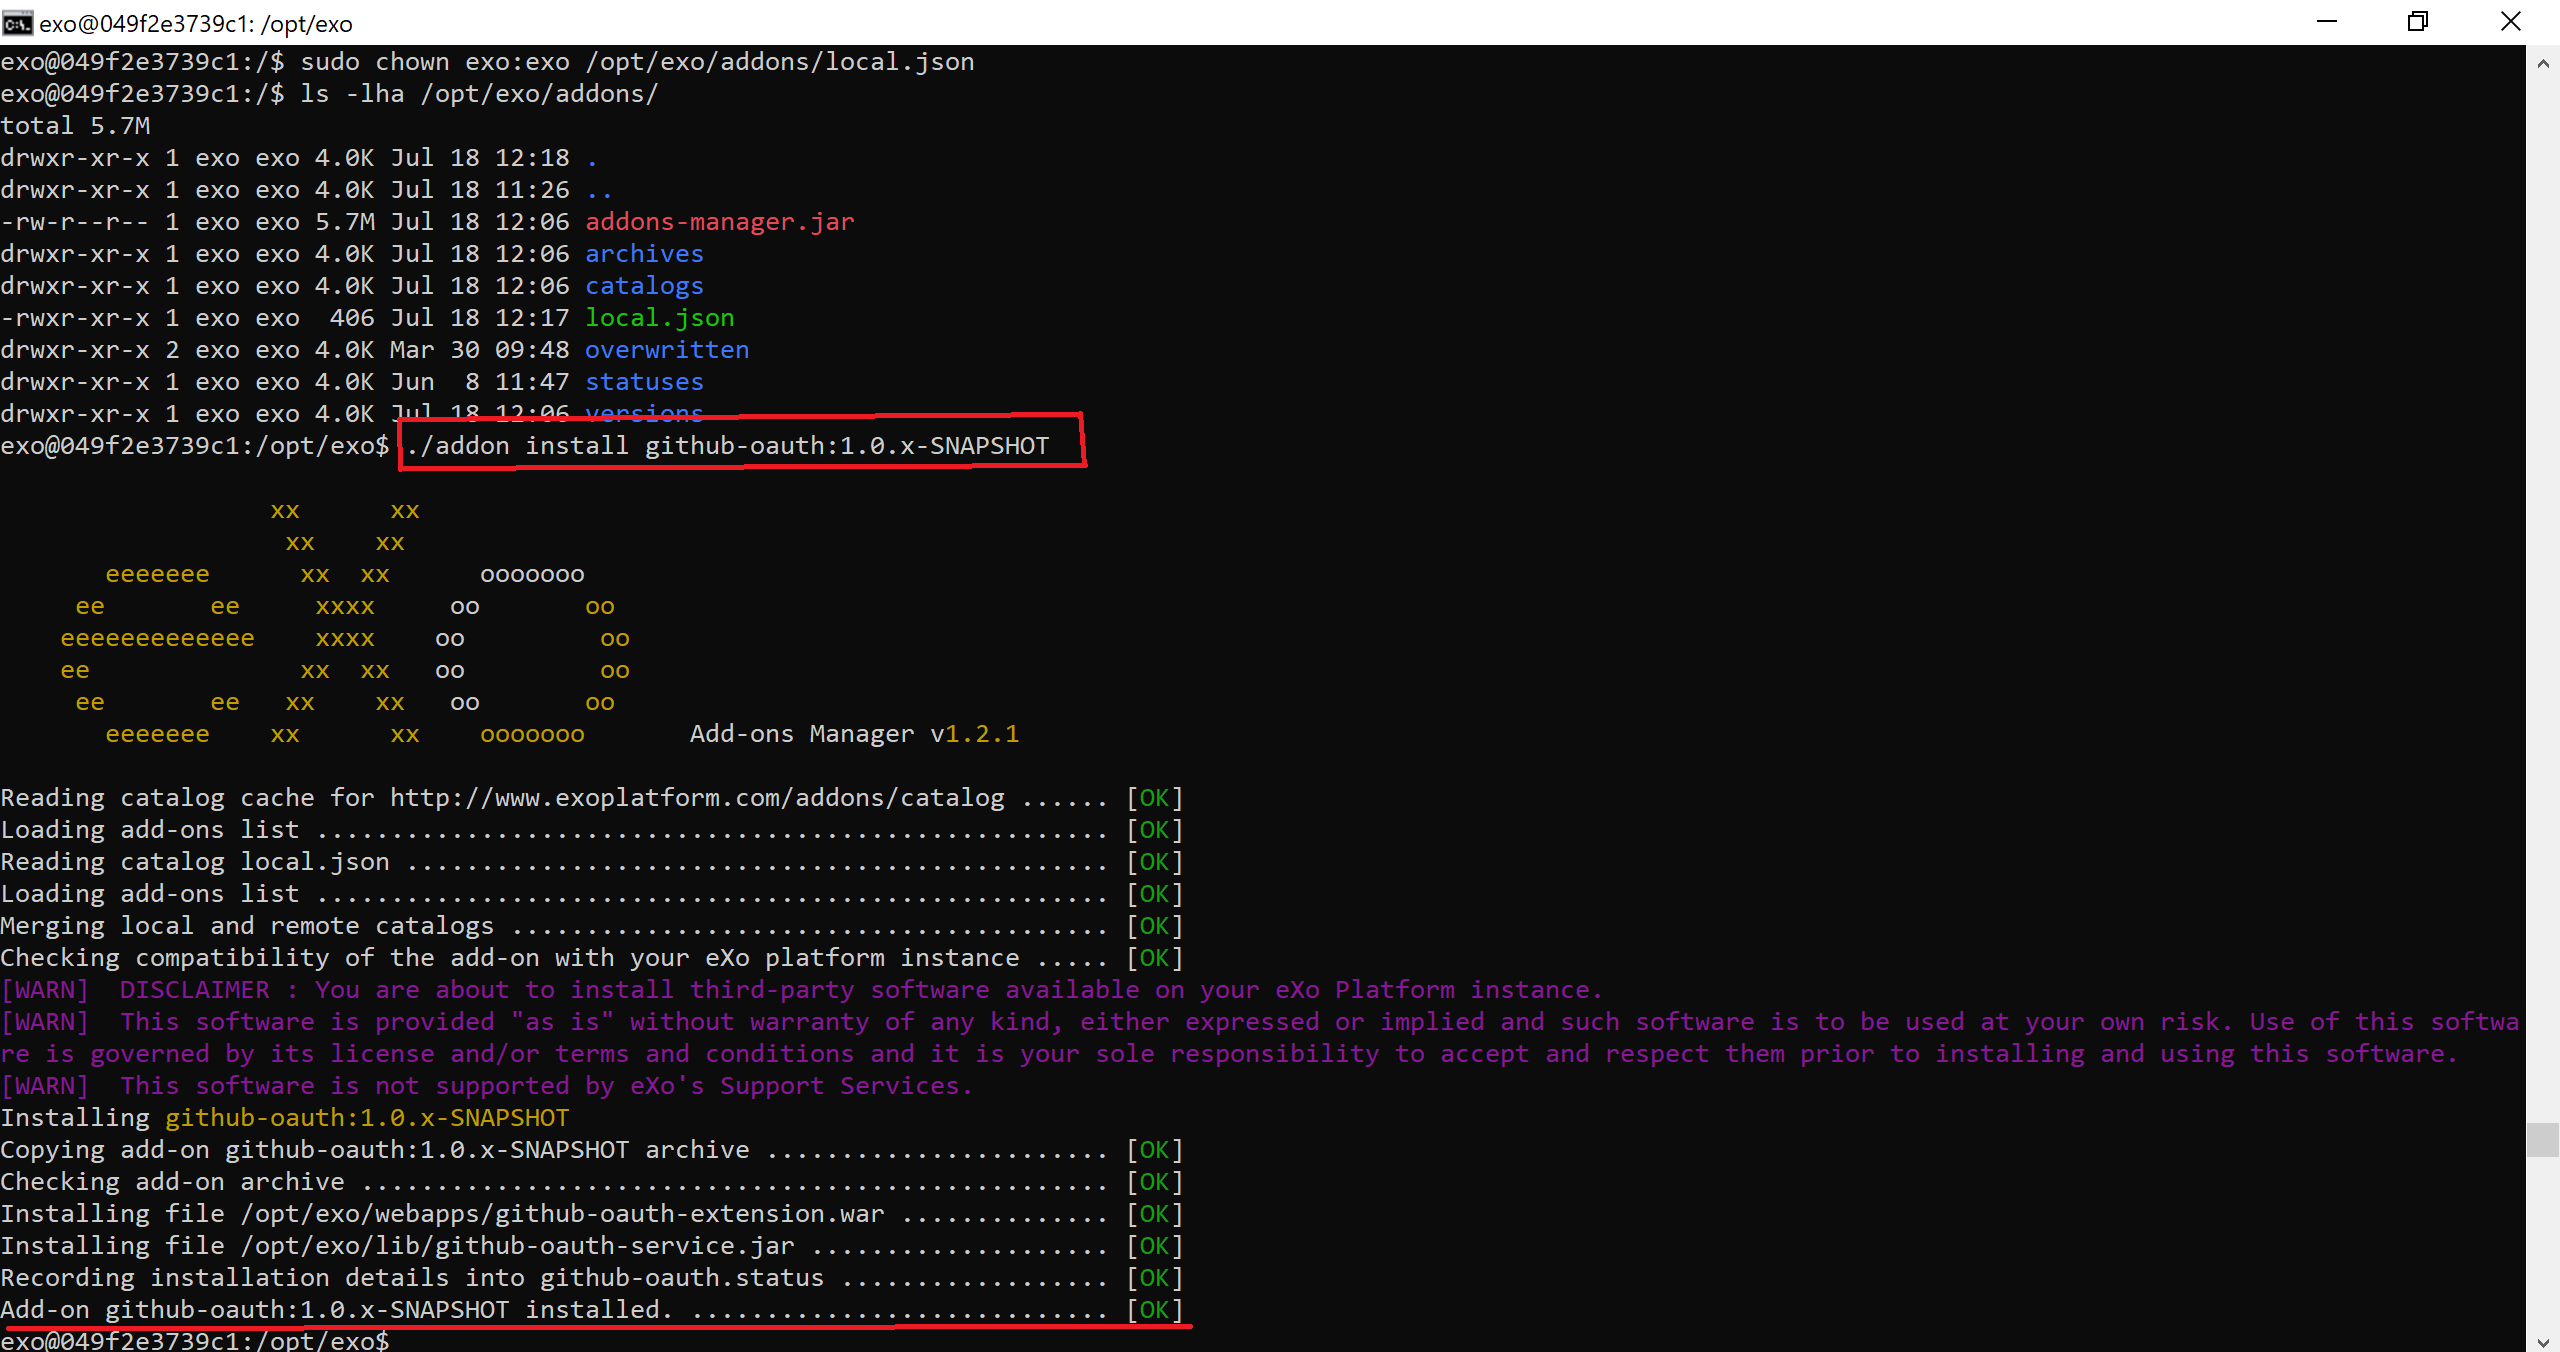 exo@049f2e3739c1: /opt/exo
exo@049f2e3739c1:/$ sudo chown exo:exo /opt/exo/addons/local.json
exo@049f2e3739c1:/$ ls -lha /opt/exo/addons/
total 5.7M
drwxr-xr-x 1 exo exo 4.0K Jul 18 12:18 .
drwxr-xr-x 1 exo exo 4.0K Jul 18 11:26 ..
-rw-r--r-- 1 exo exo 5.7M Jul 18 12:06 addons-manager.jar
drwxr-xr-x 1 exo exo 4.0K Jul 18 12:06 archives
drwxr-xr-x 1 exo exo 4.0K Jul 18 12:06 catalogs
-rwxr-xr-x 1 exo exo  406 Jul 18 12:17 local.json
drwxr-xr-x 2 exo exo 4.0K Mar 30 09:48 overwritten
drwxr-xr-x 1 exo exo 4.0K Jun  8 11:47 statuses
drwxr-xr-x 1 exo exo 4.0K Jul 18 12:06 versions
exo@049f2e3739c1:/opt/exo$ ./addon install github-oauth:1.0.x-SNAPSHOT
                  xx      xx
                   xx    xx
       eeeeeee      xx  xx      ooooooo
     ee       ee     xxxx     oo       oo
    eeeeeeeeeeeee    xxxx    oo         oo
    ee              xx  xx   oo         oo
     ee       ee   xx    xx   oo       oo
       eeeeeee    xx      xx    ooooooo       Add-ons Manager v1.2.1
Reading catalog cache for http://www.exoplatform.com/addons/catalog ...... [OK]
Loading add-ons list ..................................................... [OK]
Reading catalog local.json ............................................... [OK]
Loading add-ons list ..................................................... [OK]
Merging local and remote catalogs ........................................ [OK]
Checking compatibility of the add-on with your eXo platform instance ..... [OK]
[WARN]  DISCLAIMER : You are about to install third-party software available on your eXo Platform instance.
[WARN]  This software is provided "as is" without warranty of any kind, either expressed or implied and such software is to be used at your own risk. Use of this softwa
re is governed by its license and/or terms and conditions and it is your sole responsibility to accept and respect them prior to installing and using this software.
[WARN]  This software is not supported by eXo's Support Services.
Installing github-oauth:1.0.x-SNAPSHOT
Copying add-on github-oauth:1.0.x-SNAPSHOT archive ....................... [OK]
Checking add-on archive .................................................. [OK]
Installing file /opt/exo/webapps/github-oauth-extension.war .............. [OK]
Installing file /opt/exo/lib/github-oauth-service.jar .................... [OK]
Recording installation details into github-oauth.status .................. [OK]
Add-on github-oauth:1.0.x-SNAPSHOT installed. ............................ [OK]
exo@049f2e3739c1:/opt/exo$